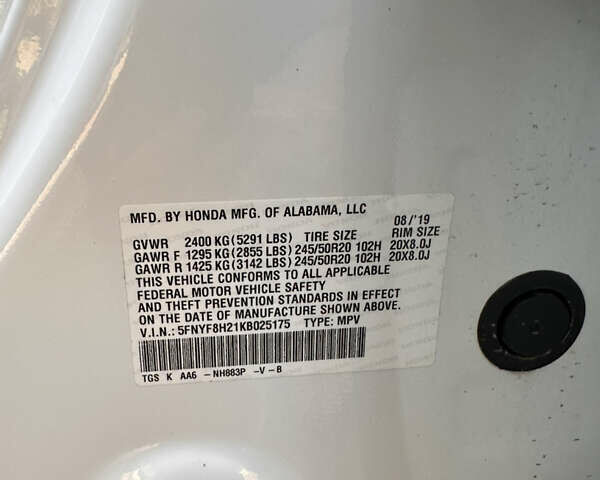 MFD. BY HONDA MFG. OF ALABAMA, LLC 08/'19
GVWR 2400 KG(5291 LBS) TIRE SIZE RIM SIZE
GAWR F 1295 KG(2855 LBS) 245/50R20 102H 20X8.0J
GAWR R 1425 KG(3142 LBS) 245/50R20 102H 20X8.0J
THIS VEHICLE CONFORMS TO ALL APPLICABLE
FEDERAL MOTOR VEHICLE SAFETY
AND THEFT PREVENTION STANDARDS IN EFFECT
ON THE DATE OF MANUFACTURE SHOWN ABOVE.
V.I.N.: 5FNYF8H21KB025175 TYPE: MPV
TGS K AA6 -NH883P -V-B